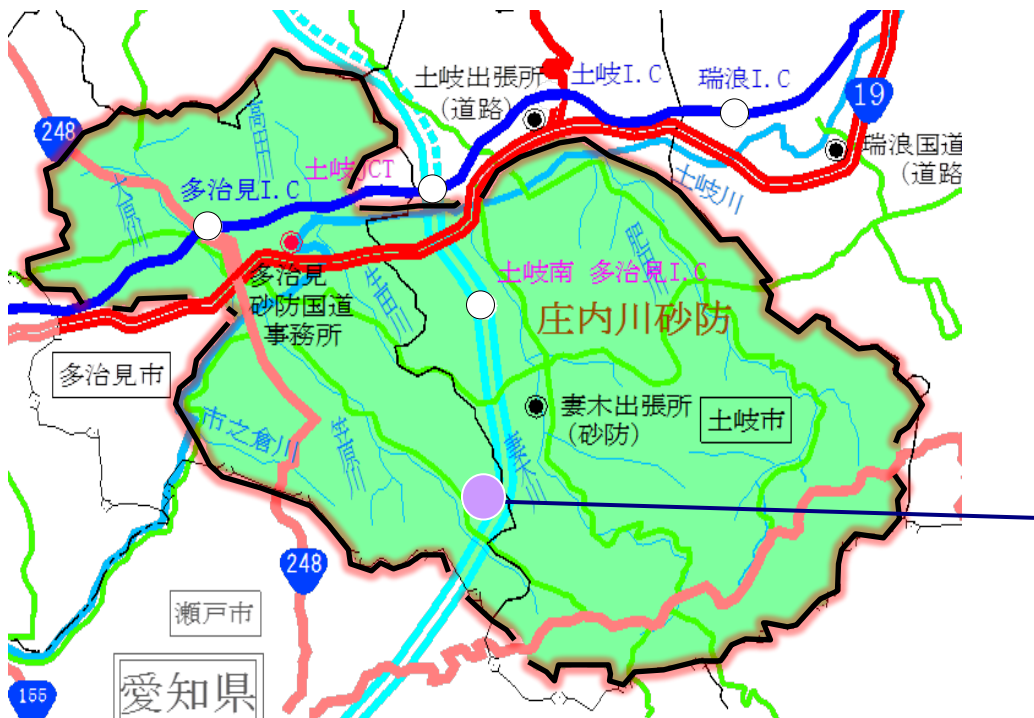 土岐出張所
(道路)
土岐I.C
瑞浪I.C
19
248
瑞浪国道
(道路
土岐JCT
多治見I.C
土岐川
多治見
砂防国道
事務所
土岐南 多治見I.C
庄内川砂防
多治見市
妻木出張所
(砂防)
土岐市
市之倉川
妻木川
笠原川
生田川
大原川
高田川
248
瀬戸市
愛知県
155